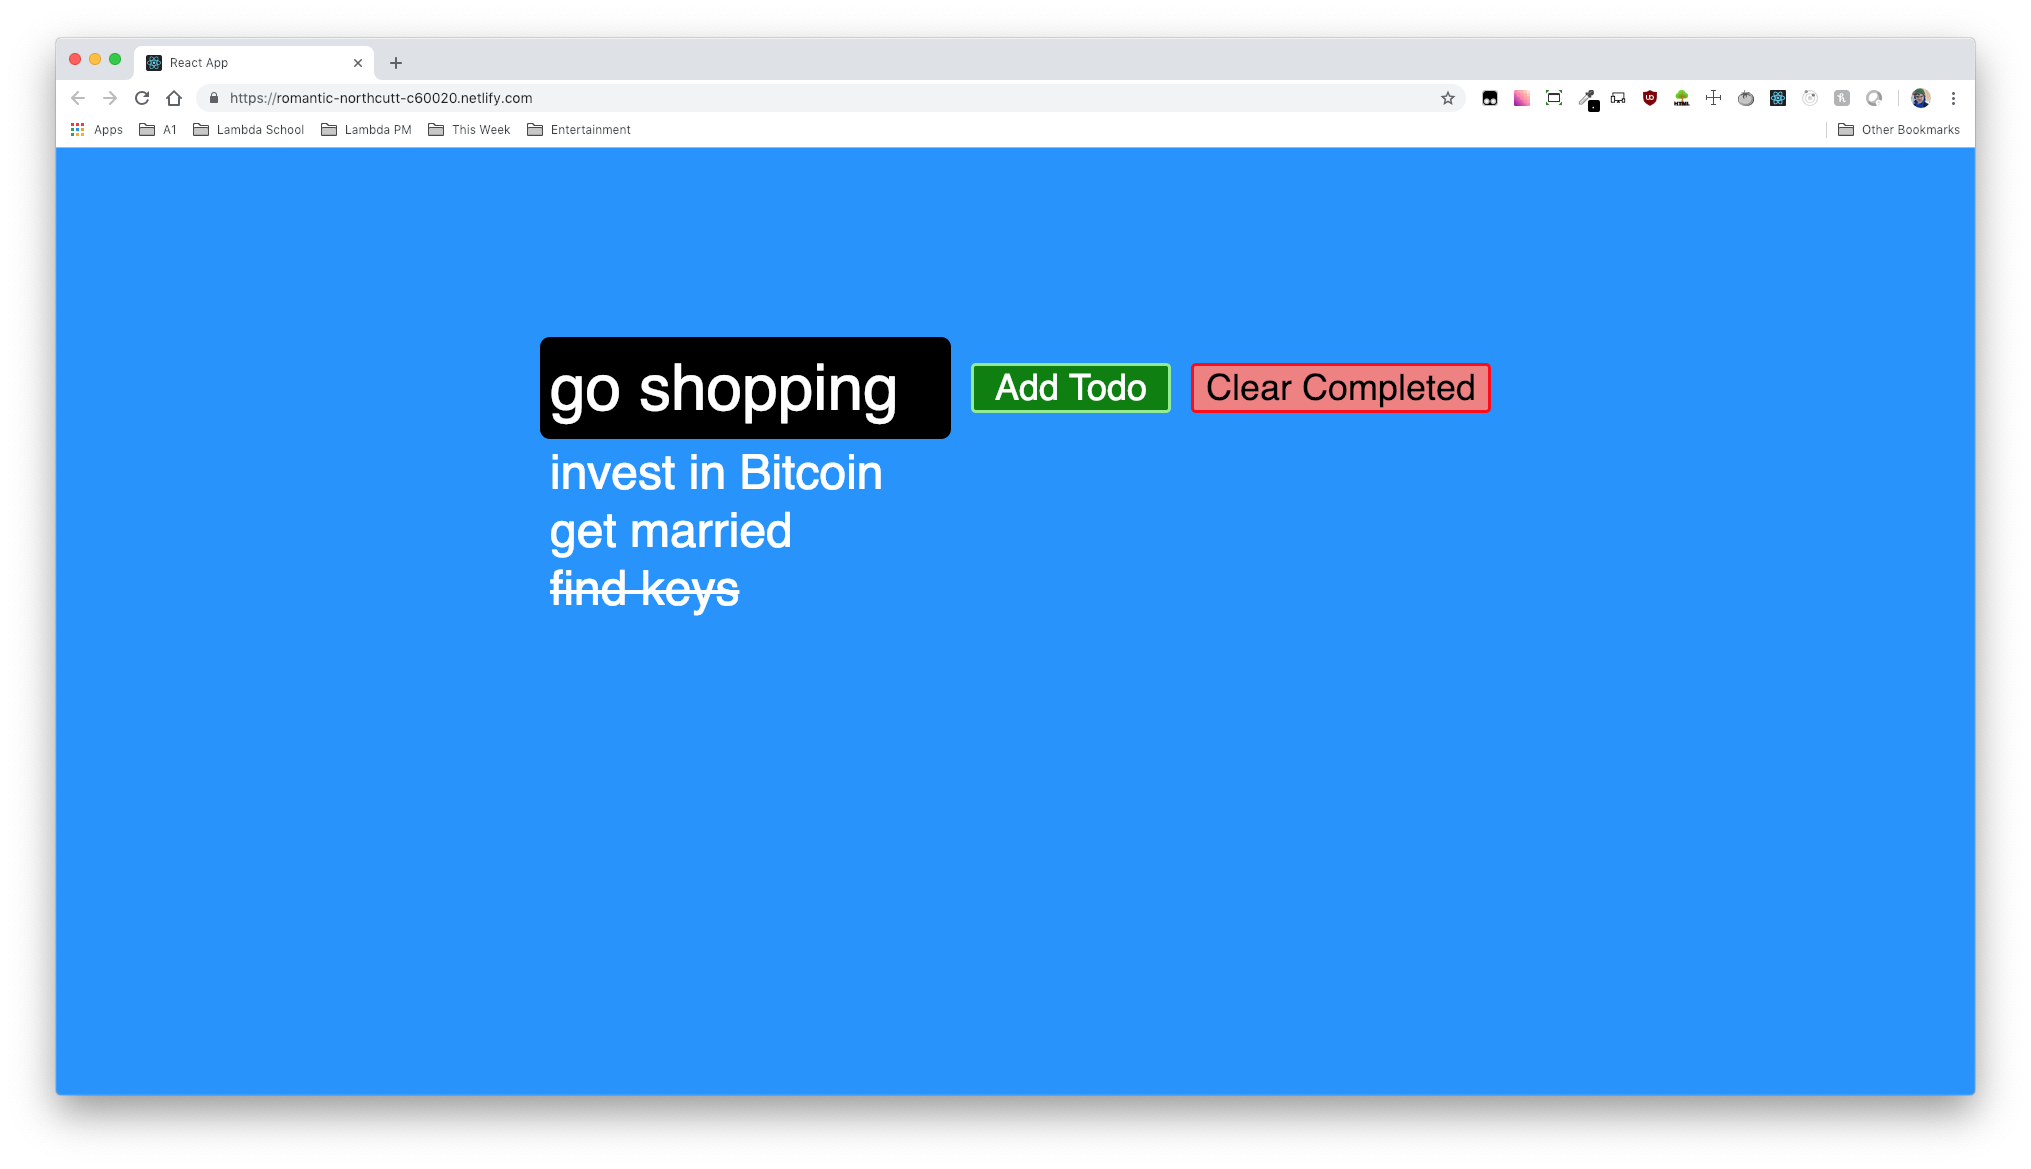 React App
https://romantic-northcutt-c60020.netlify.com
Apps A1 Lambda School Lambda PM This Week Entertainment Other Bookmarks
go shopping Add Todo Clear Completed
invest in Bitcoin
get married
find keys